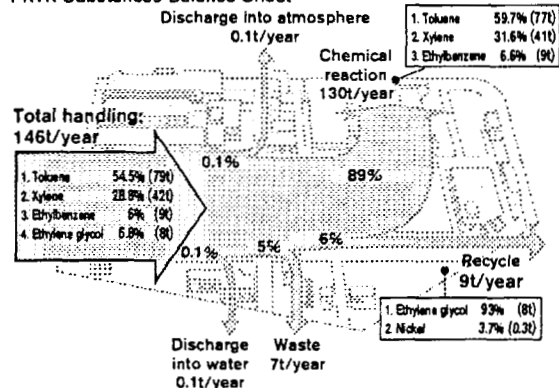 PRTR Substances Balance Sheet
Discharge into atmosphere
0.1t/year
1. Toluene 59.7% (77t)
2. Xylene 31.6% (41t)
3. Ethylbenzene 6.6% (9t)
Chemical
reaction
130t/year
Total handling:
146t/year
1. Toluene 54.5% (79t)
2. Xylene 28.8% (42t)
3. Ethylbenzene 6% (9t)
4. Ethylene glycol 5.8% (8t)
0.1%
89%
0.1%
5%
6%
Recycle
9t/year
1. Ethylene glycol 93% (8t)
2. Nickel 3.7% (0.3t)
Discharge
into water
0.1t/year
Waste
7t/year